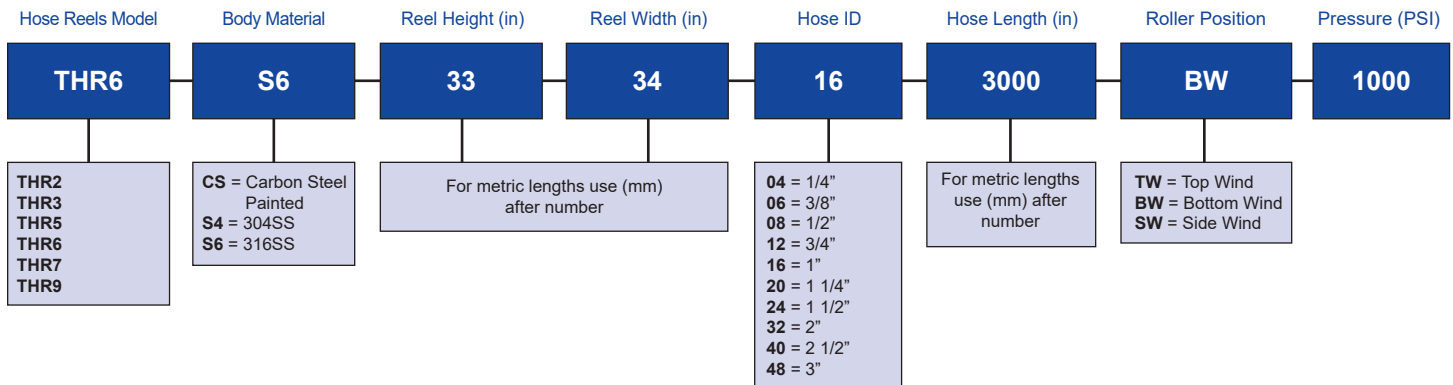 Hose Reels Model
Body Material
Reel Height (in)
Reel Width (in)
Hose ID
Hose Length (in)
Roller Position
Pressure (PSI)
THR6
S6
33
34
16
3000
BW
1000
THR2
THR3
THR5
THR6
THR7
THR9
CS = Carbon Steel
Painted
S4 = 304SS
S6 = 316SS
For metric lengths use (mm)
after number
04 = 1/4”
06 = 3/8”
08 = 1/2”
12 = 3/4”
16 = 1”
20 = 1 1/4”
24 = 1 1/2”
32 = 2”
40 = 2 1/2”
48 = 3”
For metric lengths
use (mm) after
number
TW = Top Wind
BW = Bottom Wind
SW = Side Wind